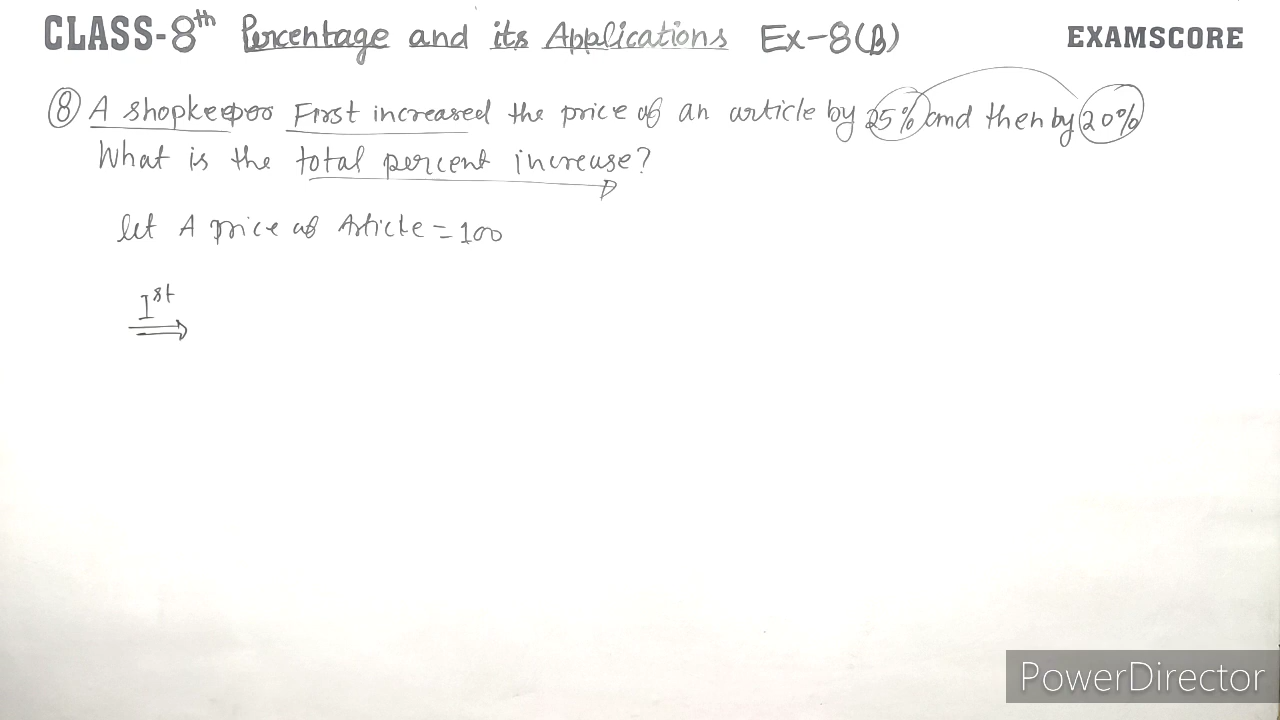 CLASS-8th Percentage and its Applications Ex-8(B) EXAMSCORE
⑧ A shopkeeper First increased the price of an article by 25% and then by 20%
What is the total percent increase?
let A price of Article = 100
Ist
PowerDirector